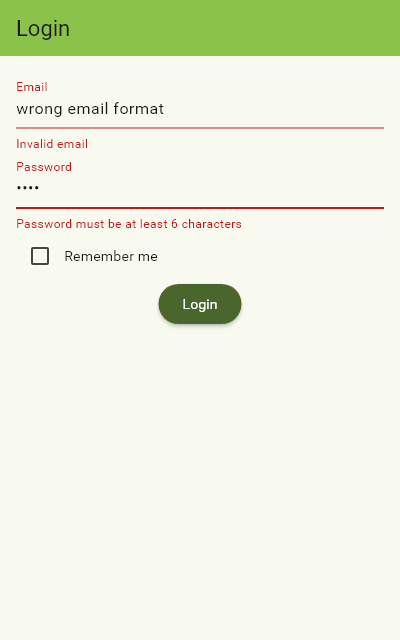 Login
Email
wrong email format
Invalid email
Password
••••
Password must be at least 6 characters
Remember me
Login